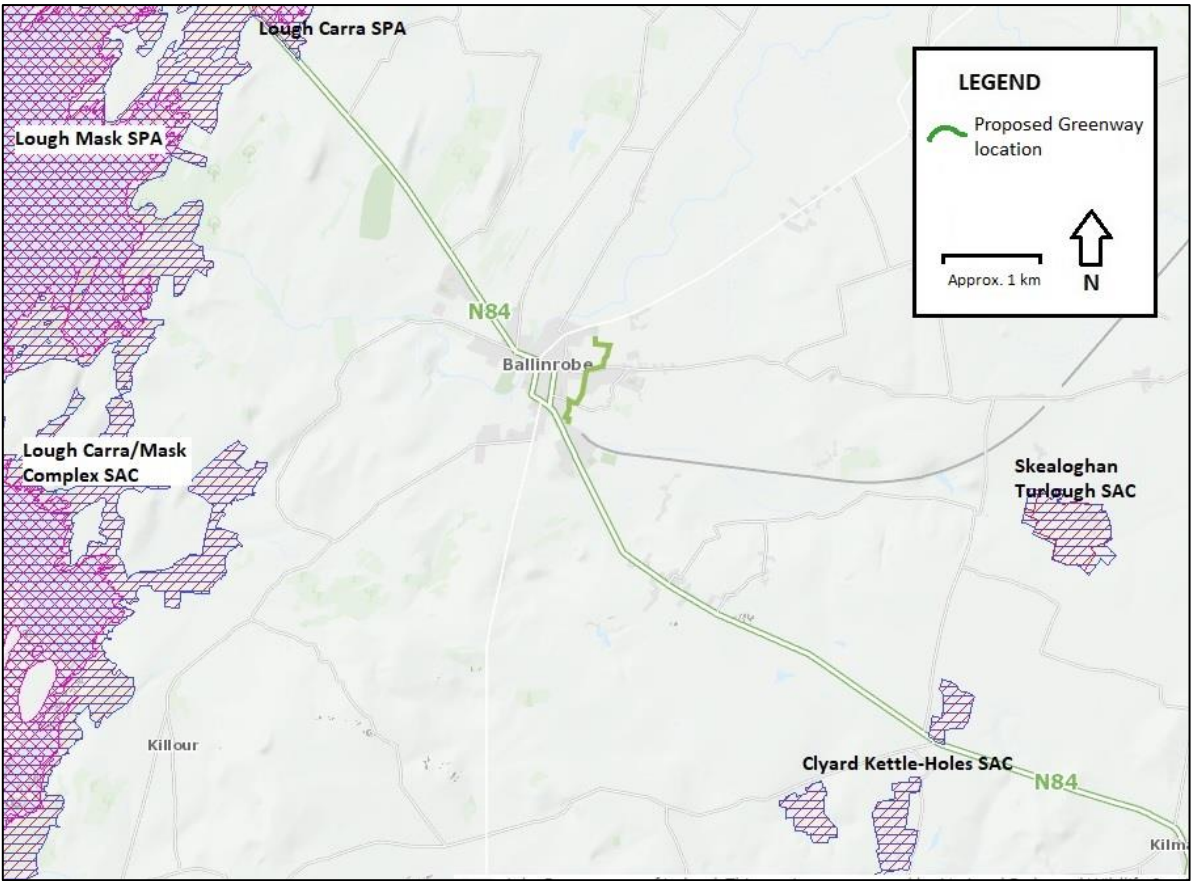 Lough Carra SPA
LEGEND
Proposed Greenway
location
Approx. 1 km
N
Lough Mask SPA
N84
Ballinrobe
Lough Carra/Mask
Complex SAC
Skealoghan
Turlough SAC
Killour
Clyard Kettle-Holes SAC
N84
Kilma